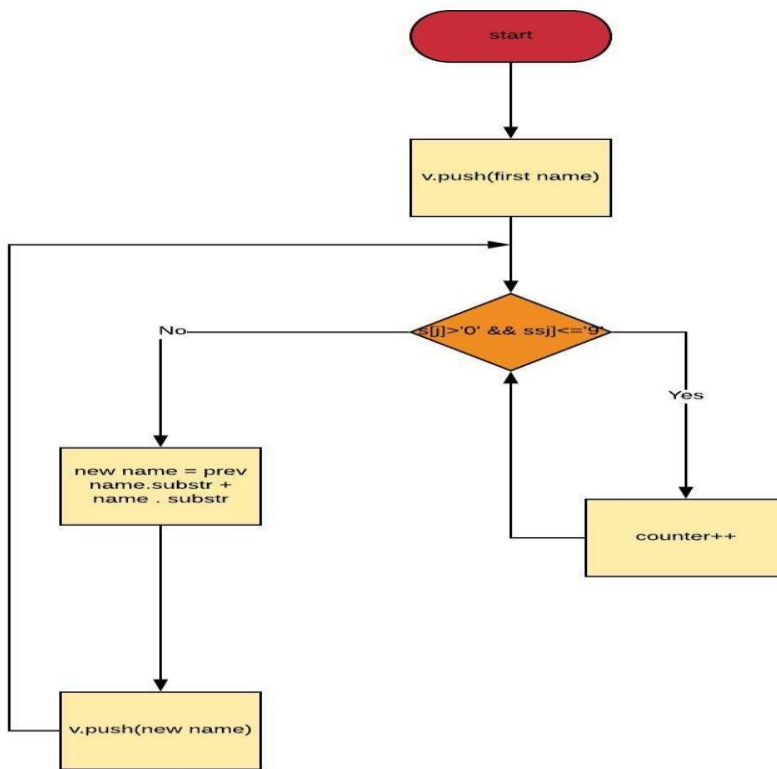 start
v.push(first name)
s[j]>'0' && ssj]<='9'
No
Yes
new name = prev
name.substr +
name . substr
counter++
v.push(new name)